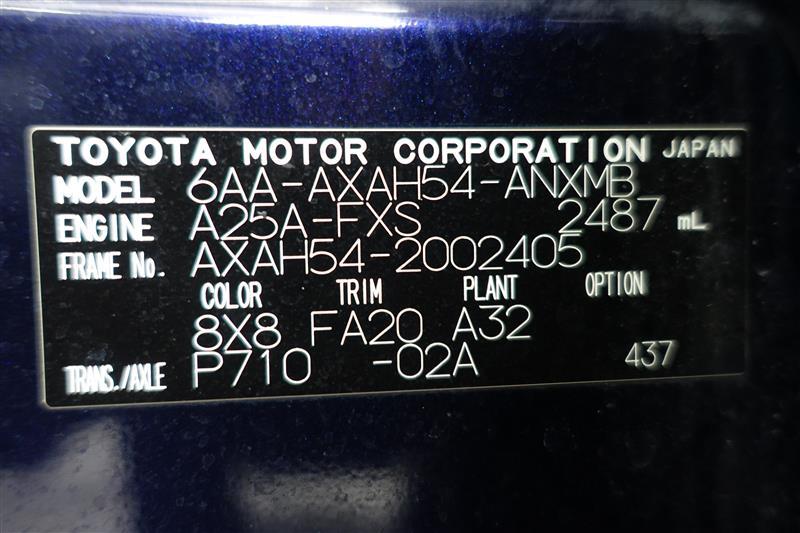 TOYOTA MOTOR CORPORATION JAPAN
MODEL 6AA-AXAH54-ANXMB
ENGINE A25A-FXS 2487 mL
FRAME No. AXAH54-2002405
COLOR TRIM PLANT OPTION
8X8 FA20 A32
TRANS./AXLE P710 -02A 437